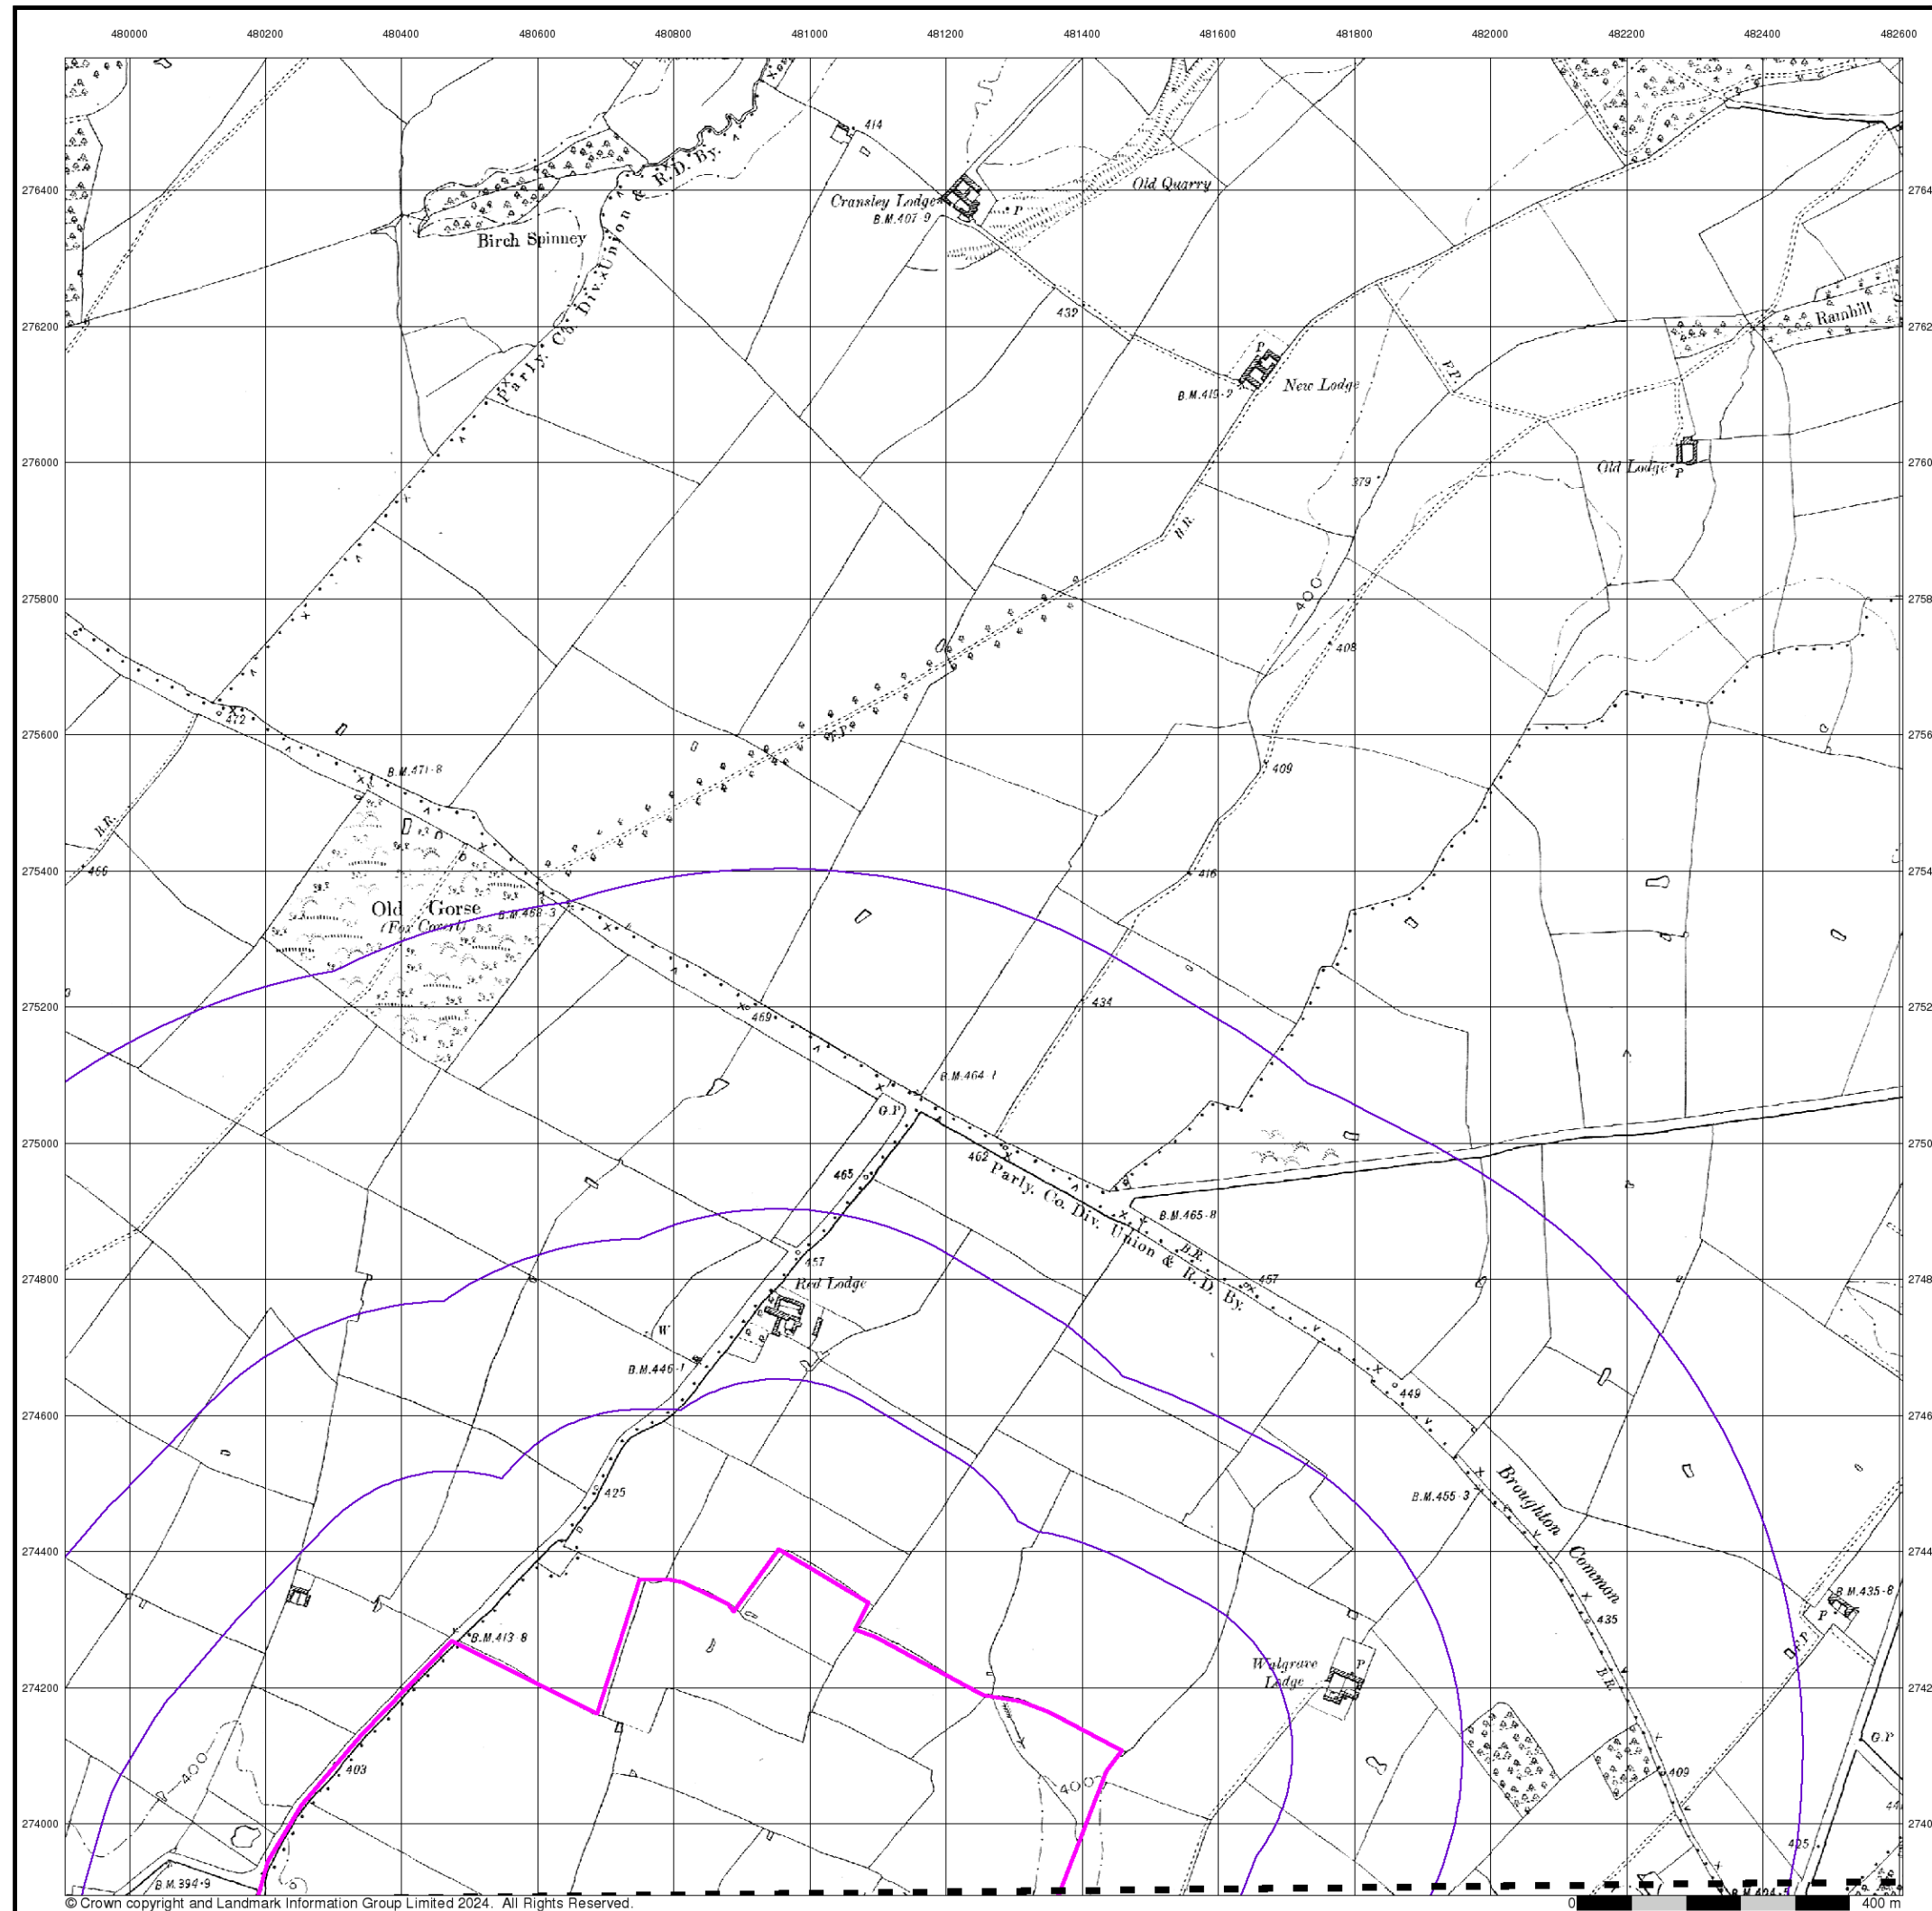 480000 480200 480400 480600 480800 481000 481200 481400 481600 481800 482000 482200 482400 482600
414
276400
R.D. By.
Parly. Co. Div. Union &
Old Quarry
Cransley Lodge
P
B.M. 407·9
Birch Spinney
276200
432
Rainhill
P
New Lodge
F.P.
B.M. 419·2
276000
Old Lodge
P
379
B.R.
275800
400
408
472
275600
F.P.
B.M. 471·8
409
B.R.
275400
466
416
Old Gorse
(Fox Covert)
B.M. 468·3
275200
434
469
B.M. 464·1
G.P
275000
462
465
Parly. Co. Div. Union & R.D. By.
B.M. 465·8
B.R.
457
457
274800
Red Lodge
W
B.M. 446·1
449
274600
425
B.M. 455·3
Broughton Common
274400
B.M. 435·8
P
435
F.P
B.M. 413·8
Walgrave Lodge
P
B.R.
274200
G.P
400
403
400
409
274000
405
B.M. 394·9
© Crown copyright and Landmark Information Group Limited 2024. All Rights Reserved.
0 400 m